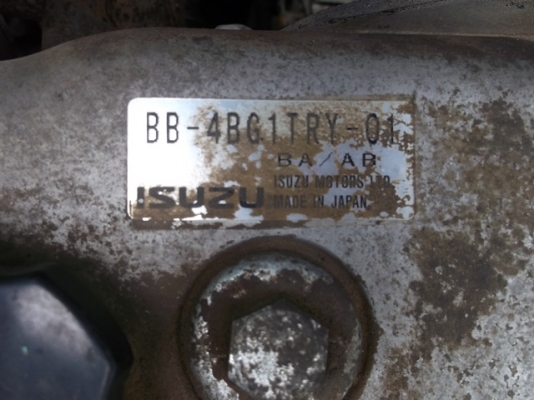 BB-4BG1TRY-01
BA/AB
ISUZU MOTORS LTD
ISUZU MADE IN JAPAN